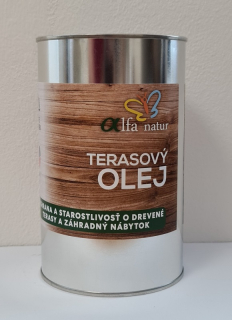 alfa natur
TERASOVÝ
OLEJ
A STAROSTLIVOSŤ O DREVENÉ
TERASY A ZÁHRADNÝ NÁBYTOK